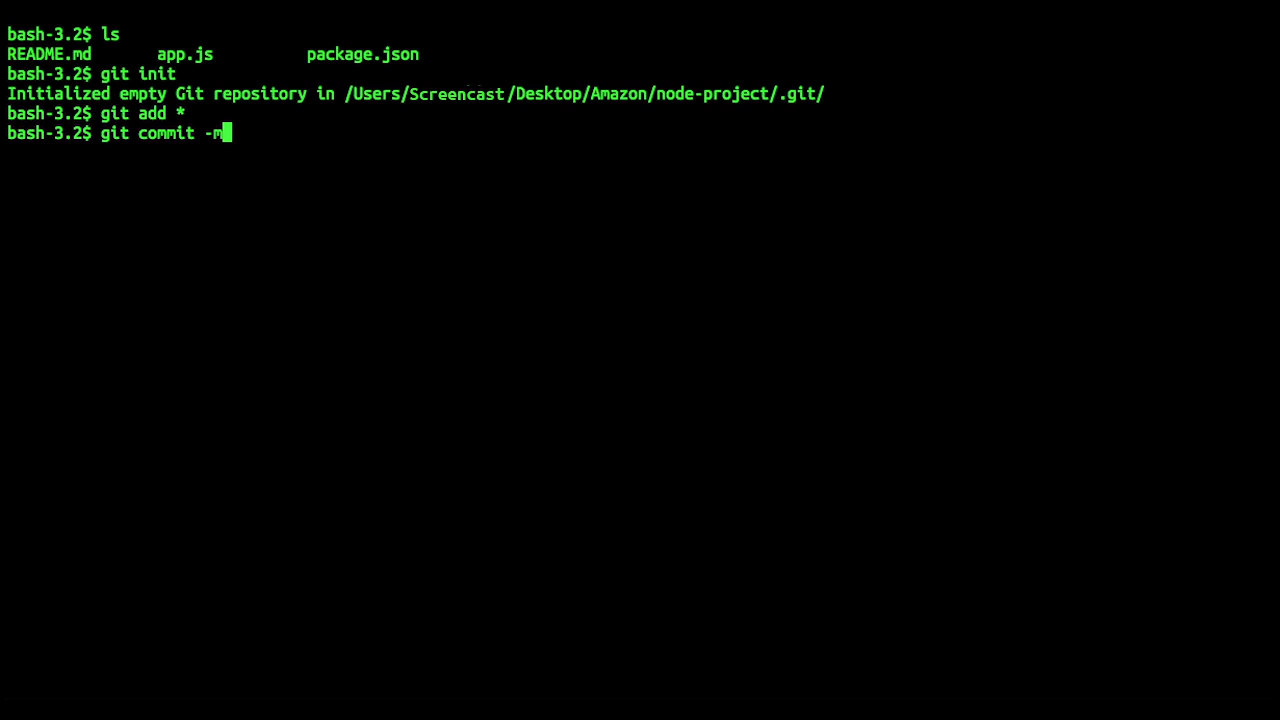 bash-3.2$ ls
README.md       app.js          package.json
bash-3.2$ git init
Initialized empty Git repository in /Users/Screencast/Desktop/Amazon/node-project/.git/
bash-3.2$ git add *
bash-3.2$ git commit -m